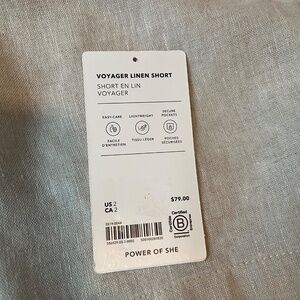 VOYAGER LINEN SHORT
SHORT EN LIN
VOYAGER
EASY-CARE LIGHTWEIGHT SECURE POCKETS
FACILE D'ENTRETIEN TISSU LÉGER POCHES SÉCURISÉES
US 2
CA 2
$79.00
Certified
B
Corporation
POWER OF SHE